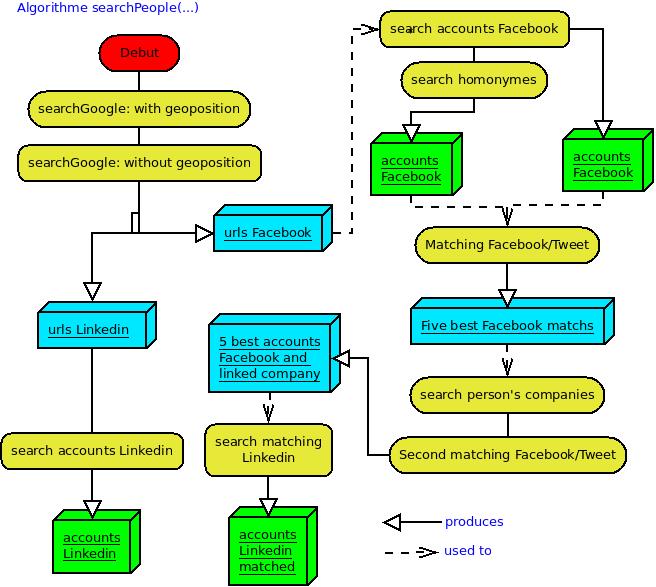 Algorithme searchPeople(...)
Debut
searchGoogle: with geoposition
searchGoogle: without geoposition
urls Facebook
urls Linkedin
search accounts Linkedin
accounts
Linkedin
search accounts Facebook
search homonymes
accounts
Facebook
accounts
Facebook
Matching Facebook/Tweet
Five best Facebook matchs
search person's companies
Second matching Facebook/Tweet
5 best accounts
Facebook and
linked company
search matching
Linkedin
accounts
Linkedin
matched
produces
used to